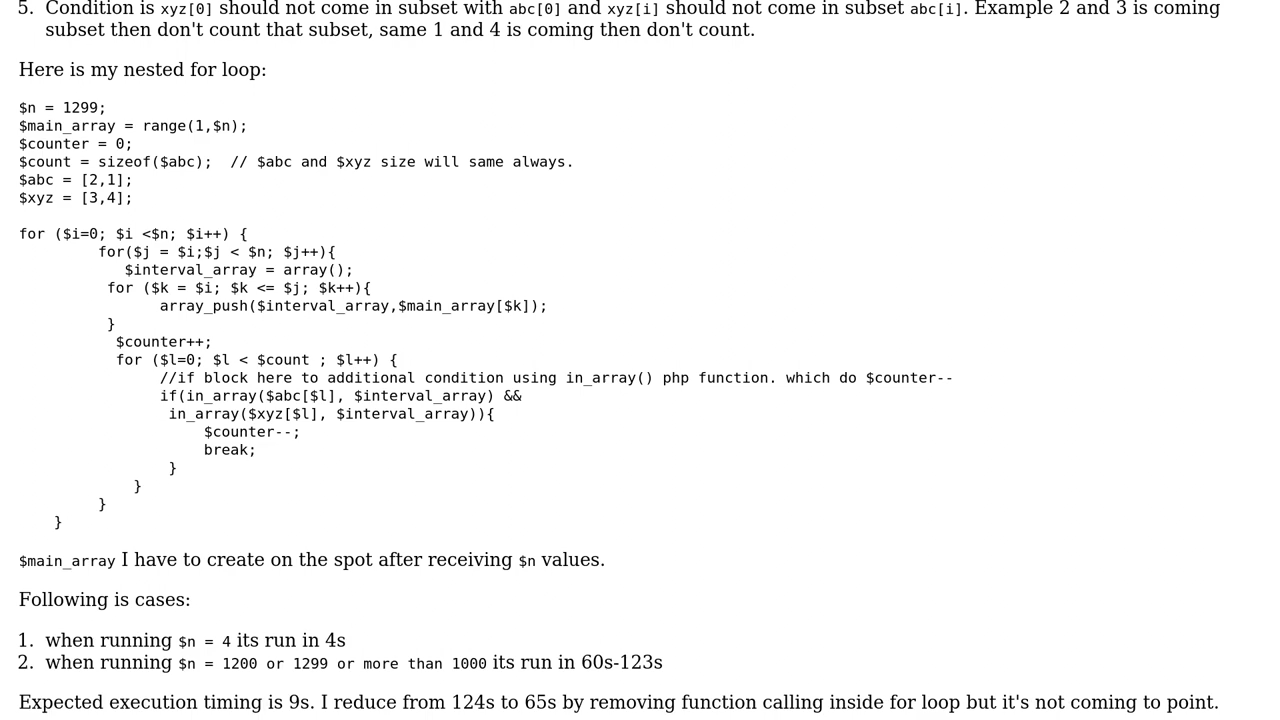 5. Condition is xyz[0] should not come in subset with abc[0] and xyz[i] should not come in subset abc[i]. Example 2 and 3 is coming
subset then don't count that subset, same 1 and 4 is coming then don't count.
Here is my nested for loop:
$n = 1299;
$main_array = range(1,$n);
$counter = 0;
$count = sizeof($abc);  // $abc and $xyz size will same always.
$abc = [2,1];
$xyz = [3,4];
for ($i=0; $i <$n; $i++) {
         for($j = $i;$j < $n; $j++){
            $interval_array = array();
          for ($k = $i; $k <= $j; $k++){
                array_push($interval_array,$main_array[$k]);
          }
           $counter++;
           for ($l=0; $l < $count ; $l++) {
                //if block here to additional condition using in_array() php function. which do $counter--
                if(in_array($abc[$l], $interval_array) &&
                 in_array($xyz[$l], $interval_array)){
                     $counter--;
                     break;
                 }
             }
         }
    }
$main_array I have to create on the spot after receiving $n values.
Following is cases:
1. when running $n = 4 its run in 4s
2. when running $n = 1200 or 1299 or more than 1000 its run in 60s-123s
Expected execution timing is 9s. I reduce from 124s to 65s by removing function calling inside for loop but it's not coming to point.